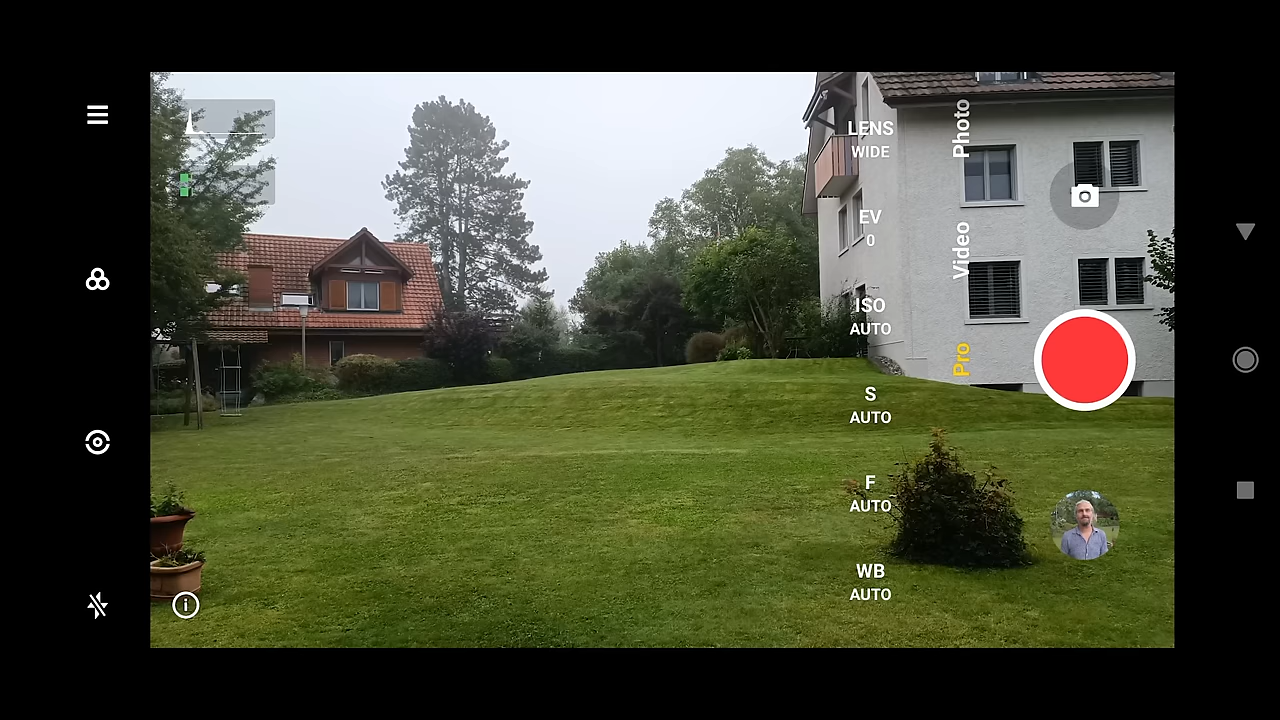 LENS
WIDE
EV
0
ISO
AUTO
S
AUTO
F
AUTO
WB
AUTO
Photo
Video
Pro